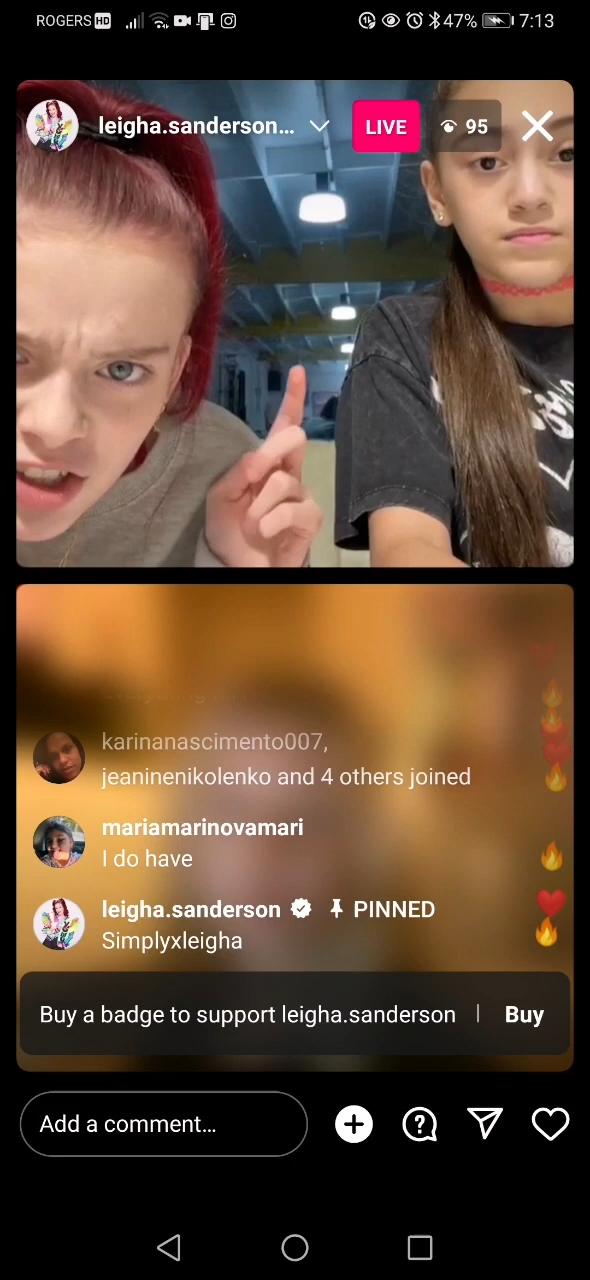 ROGERS HD 47% 7:13
leigha.sanderson... LIVE 95
karinanascimento007,
jeaninenikolenko and 4 others joined
mariamarinovamari
I do have
leigha.sanderson PINNED
Simplyxleigha
Buy a badge to support leigha.sanderson | Buy
Add a comment...